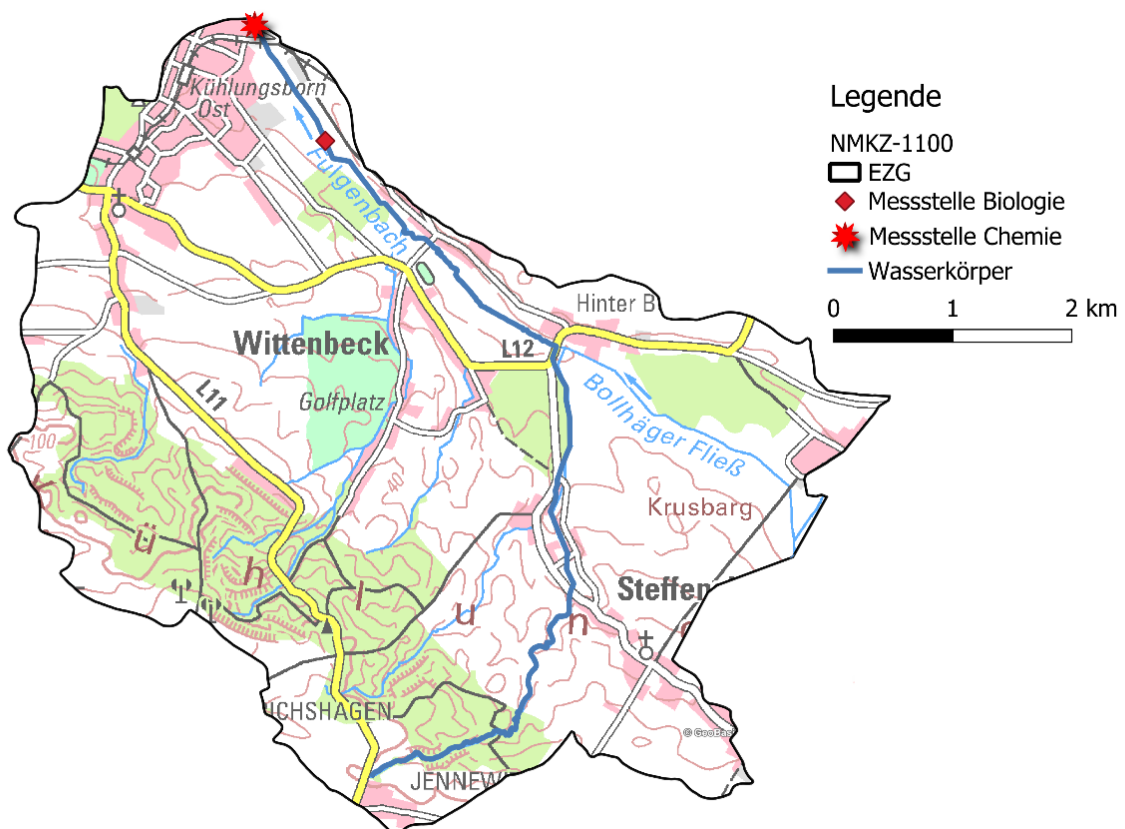 Kühlungsborn
Ost
Fulgenbach
Wittenbeck
Golfplatz
L11
L12
Hinter B
Bollhäger Fließ
Krusbarg
Steffen
100
40
ü
h
l
u
n
ICHSHAGEN
JENNEW
Legende
NMKZ-1100
EZG
Messstelle Biologie
Messstelle Chemie
Wasserkörper
0 1 2 km